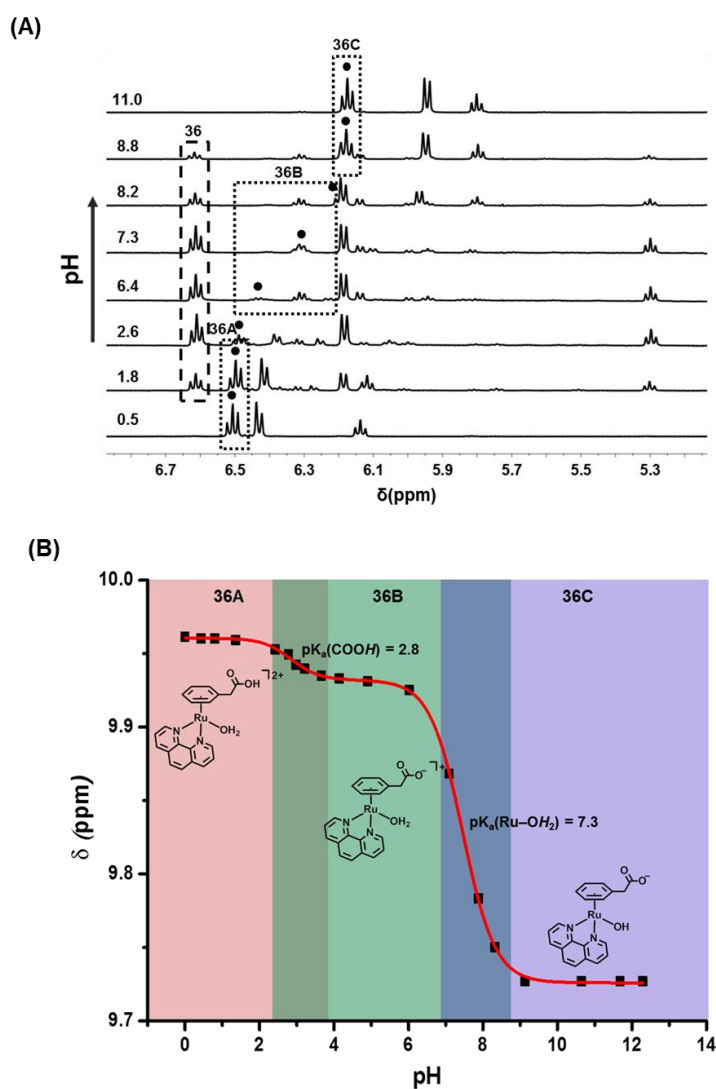 (A)
36C
11.0
36
8.8
36B
8.2
7.3
6.4
36A
2.6
1.8
0.5
pH
6.7 6.5 6.3 6.1 5.9 5.7 5.5 5.3
δ(ppm)
(B)
10.0
36A 36B 36C
pKa(COOH) = 2.8
9.9
O
OH
]2+
Ru
OH2
N
N
O
O−
]+
Ru
OH2
N
N
pKa(Ru–OH2) = 7.3
9.8
O
O−
Ru
OH
N
N
9.7
δ (ppm)
0 2 4 6 8 10 12 14
pH